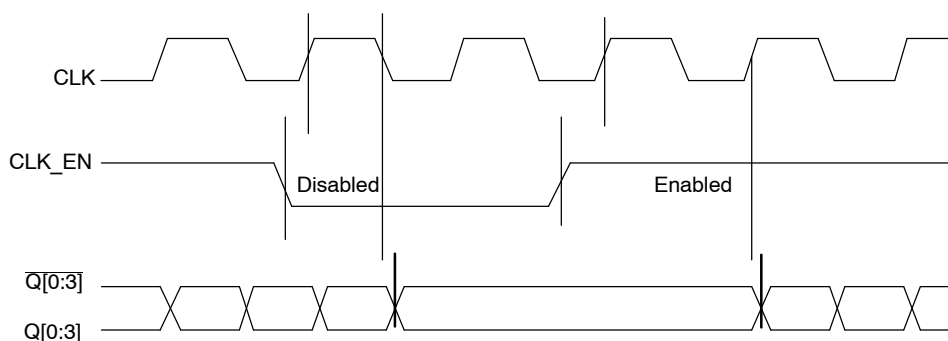 CLK
CLK_EN
Disabled
Enabled
Q[0:3]
Q[0:3]